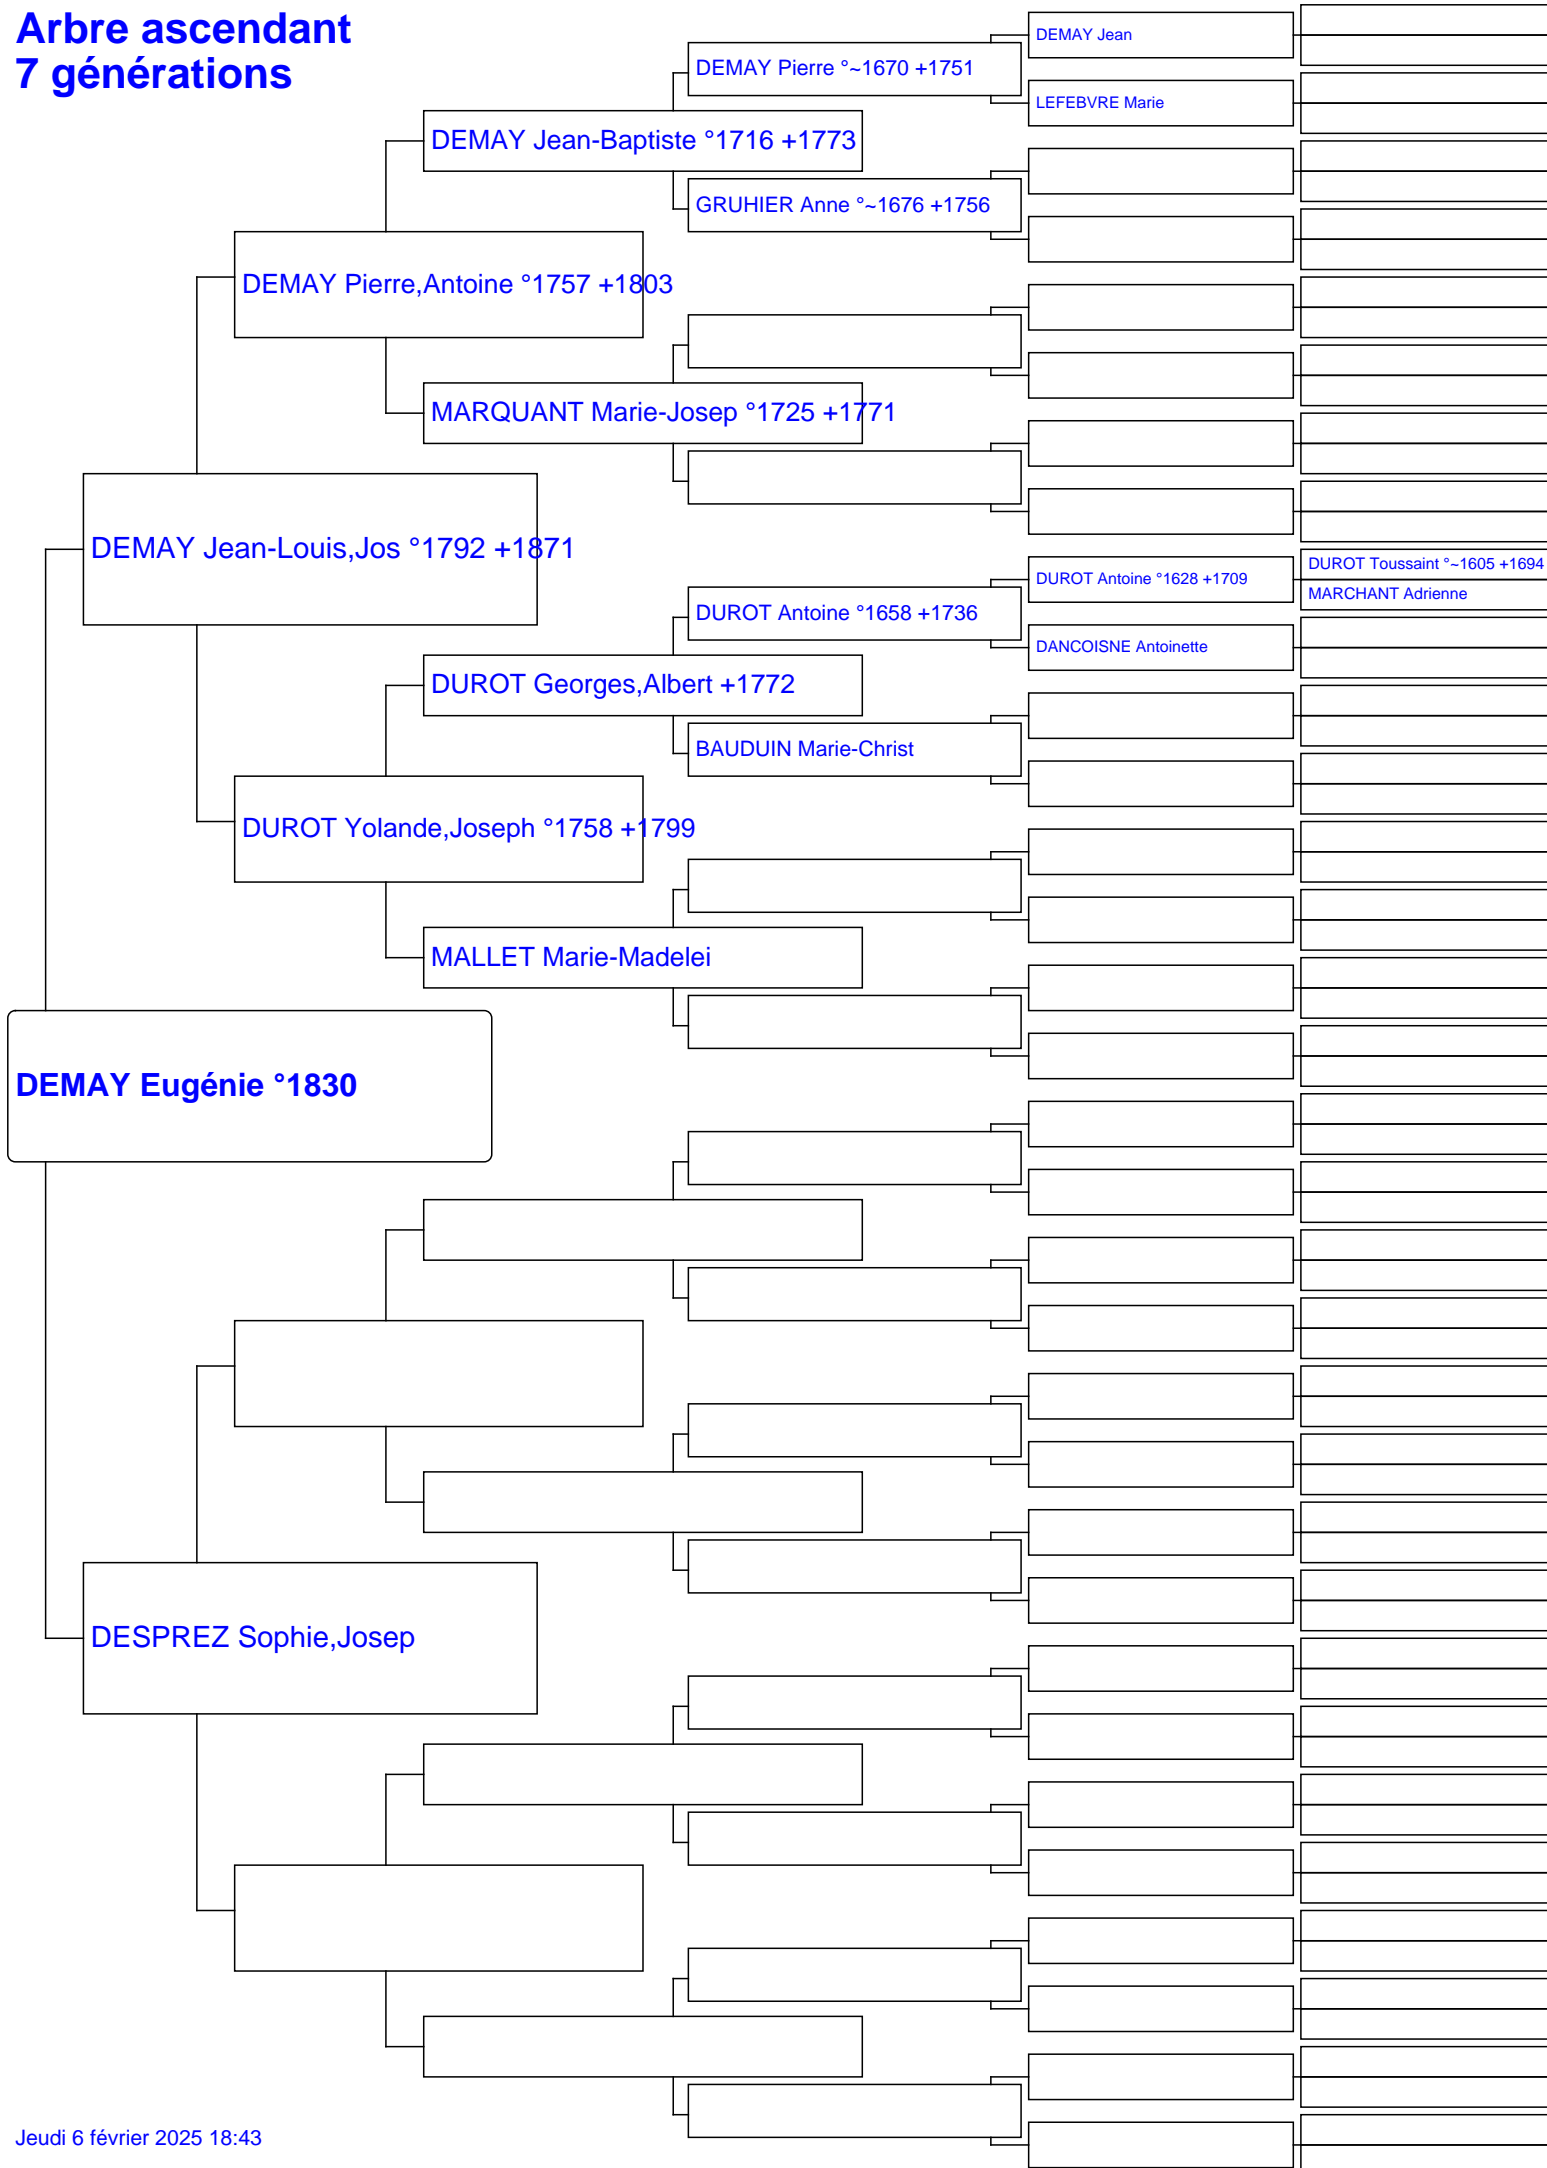 Arbre ascendant
7 générations
DEMAY Jean
DEMAY Pierre °~1670 +1751
LEFEBVRE Marie
DEMAY Jean-Baptiste °1716 +1773
GRUHIER Anne °~1676 +1756
DEMAY Pierre,Antoine °1757 +1803
MARQUANT Marie-Josep °1725 +1771
DEMAY Jean-Louis,Jos °1792 +1871
DUROT Toussaint °~1605 +1694
DUROT Antoine °1628 +1709
MARCHANT Adrienne
DUROT Antoine °1658 +1736
DANCOISNE Antoinette
DUROT Georges,Albert +1772
BAUDUIN Marie-Christ
DUROT Yolande,Joseph °1758 +1799
MALLET Marie-Madelei
DEMAY Eugénie °1830
DESPREZ Sophie,Josep
Jeudi 6 février 2025 18:43